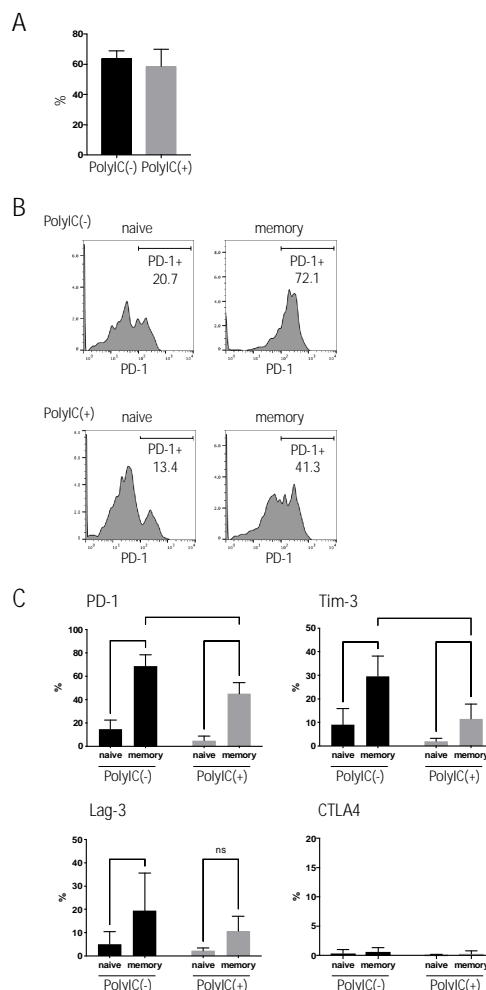 A
80
60
40
20
0
%
PolyIC(-) PolyIC(+)
B
PolyIC(-)
naive memory
PD-1+ PD-1+
20.7 72.1
PD-1 PD-1
PolyIC(+)
naive memory
PD-1+ PD-1+
13.4 41.3
PD-1 PD-1
C
PD-1
100
80
60
40
20
0
%
naive memory naive memory
PolyIC(-) PolyIC(+)
Tim-3
50
40
30
20
10
0
%
naive memory naive memory
PolyIC(-) PolyIC(+)
Lag-3
50
40
30
20
10
0
%
ns
naive memory naive memory
PolyIC(-) PolyIC(+)
CTLA4
20
15
10
5
0
%
naive memory naive memory
PolyIC(-) PolyIC(+)